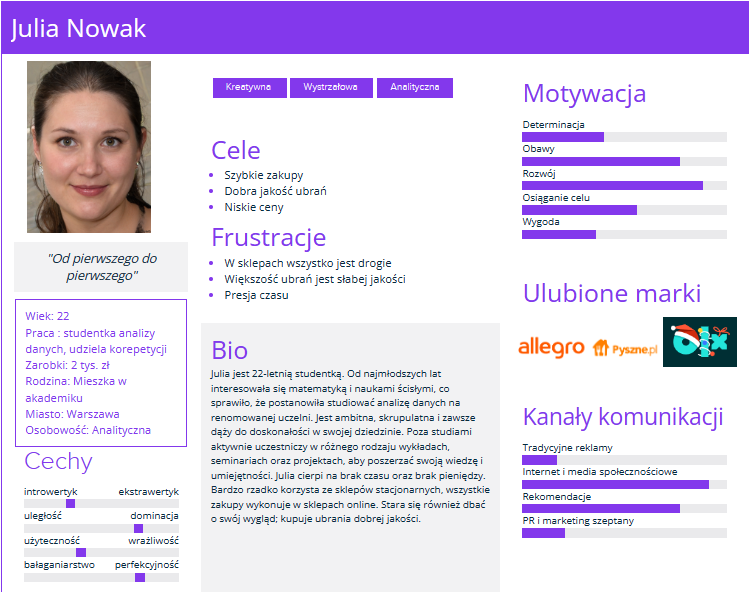 Julia Nowak
"Od pierwszego do
pierwszego"
Wiek: 22
Praca : studentka analizy
danych, udziela korepetycji
Zarobki: 2 tys. zł
Rodzina: Mieszka w
akademiku
Miasto: Warszawa
Osobowość: Analityczna
Cechy
introwertyk ekstrawertyk
uległość dominacja
użyteczność wrażliwość
bałaganiarstwo perfekcyjność
Kreatywna Wystrzałowa Analityczna
Cele
Szybkie zakupy
Dobra jakość ubrań
Niskie ceny
Frustracje
W sklepach wszystko jest drogie
Większość ubrań jest słabej jakości
Presja czasu
Bio
Julia jest 22-letnią studentką. Od najmłodszych lat
interesowała się matematyką i naukami ścisłymi, co
sprawiło, że postanowiła studiować analizę danych na
renomowanej uczelni. Jest ambitna, skrupulatna i zawsze
dąży do doskonałości w swojej dziedzinie. Poza studiami
aktywnie uczestniczy w różnego rodzaju wykładach,
seminariach oraz projektach, aby poszerzać swoją wiedzę i
umiejętności. Julia cierpi na brak czasu oraz brak pieniędzy.
Bardzo rzadko korzysta ze sklepów stacjonarnych, wszystkie
zakupy wykonuje w sklepach online. Stara się również dbać
o swój wygląd; kupuje ubrania dobrej jakości.
Motywacja
Determinacja
Obawy
Rozwój
Osiąganie celu
Wygoda
Ulubione marki
allegro Pyszne.pl olx
Kanały komunikacji
Tradycyjne reklamy
Internet i media społecznościowe
Rekomendacje
PR i marketing szeptany